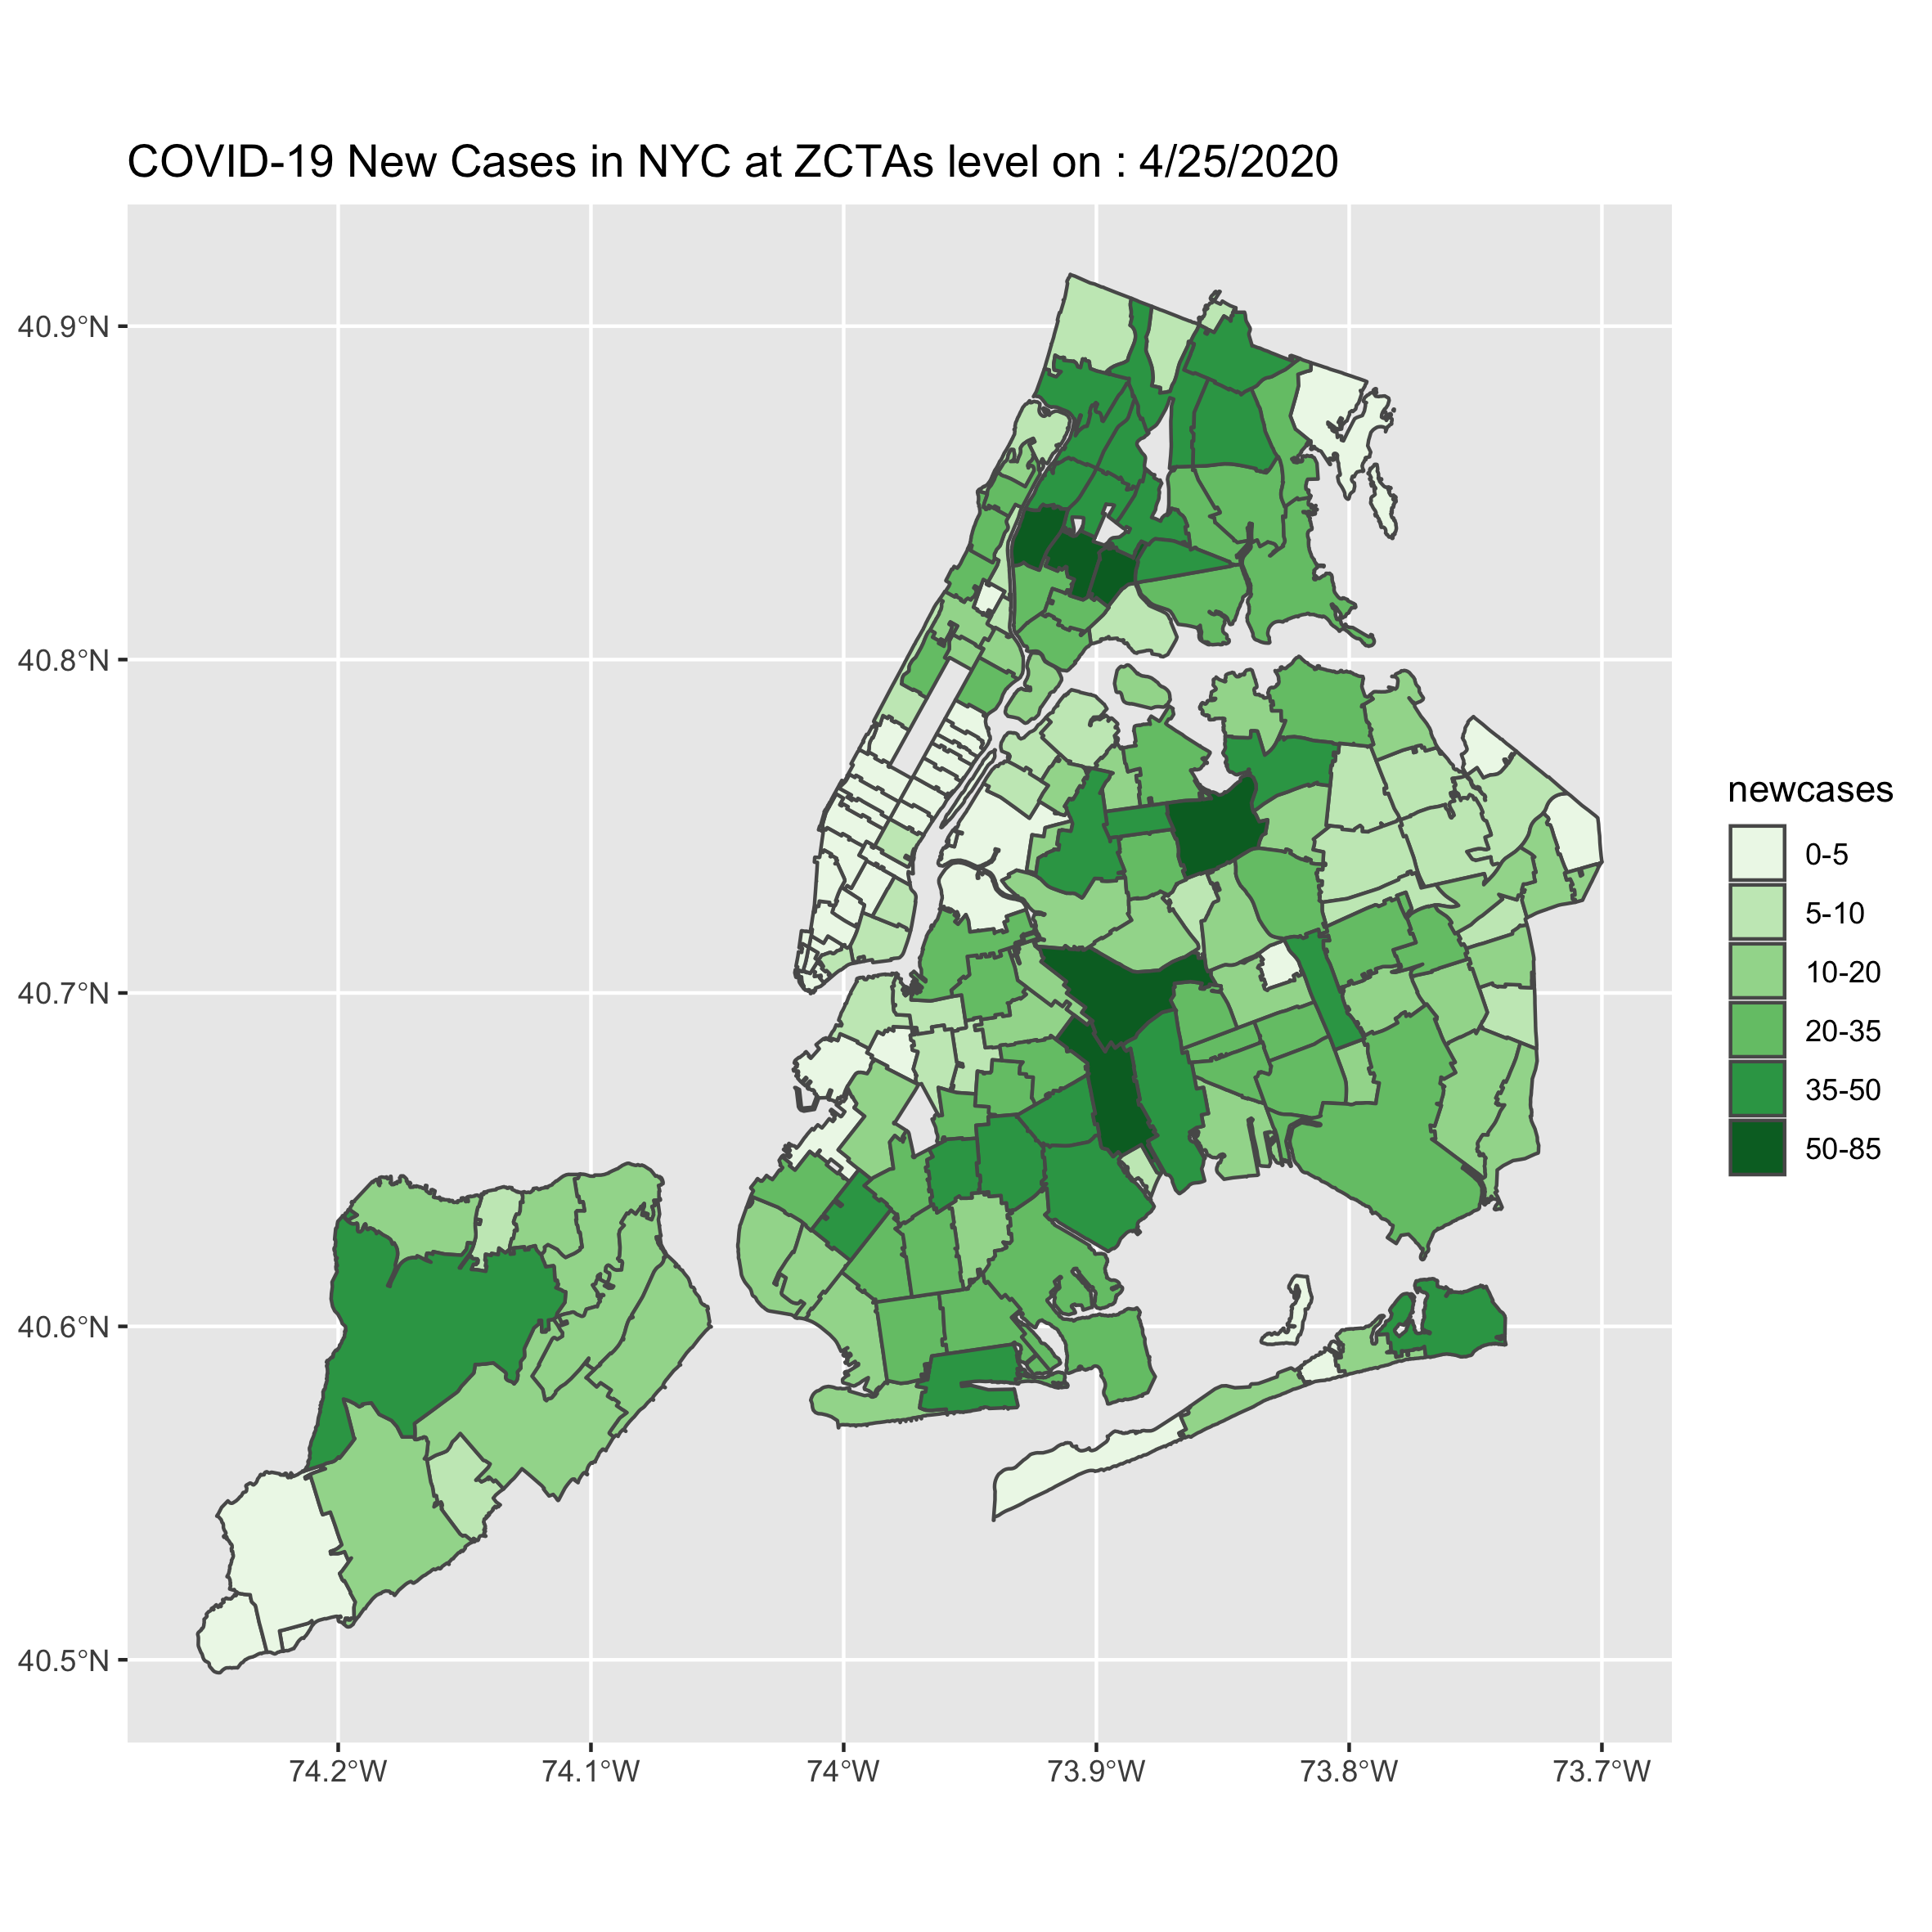 COVID-19 New Cases in NYC at ZCTAs level on : 4/25/2020
40.9°N
40.8°N
40.7°N
40.6°N
40.5°N
74.2°W
74.1°W
74°W
73.9°W
73.8°W
73.7°W
newcases
0-5
5-10
10-20
20-35
35-50
50-85